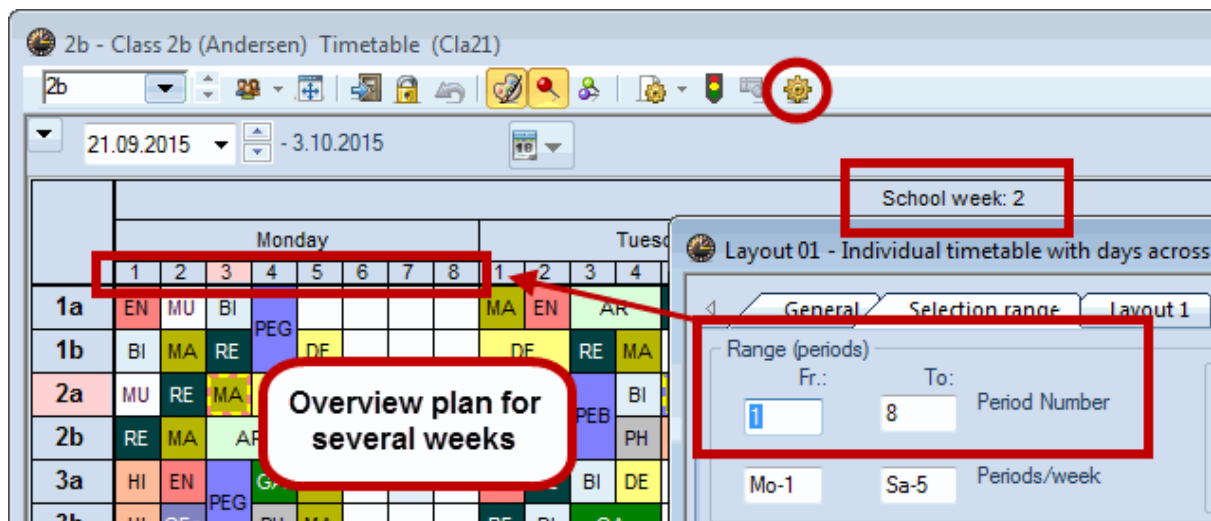 2b - Class 2b (Andersen) Timetable (Cla21)
2b
21.09.2015 - 3.10.2015
18
School week: 2
Monday
1 2 3 4 5 6 7 8 1 2 3 4
Layout 01 - Individual timetable with days across
General Selection range Layout 1
1a EN MU BI PEG MA EN AR
1b BI MA RE DE DE RE MA
2a MU RE MA PEB BI
2b RE MA PH
3a HI EN PEG BI DE
Overview plan for
several weeks
Range (periods)
Fr.: To:
1 8 Period Number
Mo-1 Sa-5 Periods/week